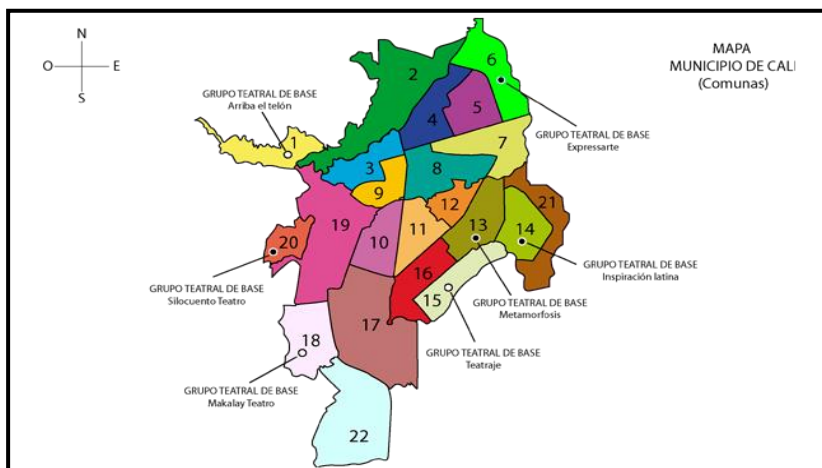 N
O
E
S
MAPA
MUNICIPIO DE CALI
(Comunas)
GRUPO TEATRAL DE BASE
Arriba el telón
GRUPO TEATRAL DE BASE
Expressarte
GRUPO TEATRAL DE BASE
Inspiración latina
GRUPO TEATRAL DE BASE
Metamorfosis
GRUPO TEATRAL DE BASE
Teatraje
GRUPO TEATRAL DE BASE
Silocuento Teatro
GRUPO TEATRAL DE BASE
Makalay Teatro
1
2
3
4
5
6
7
8
9
10
11
12
13
14
15
16
17
18
19
20
21
22